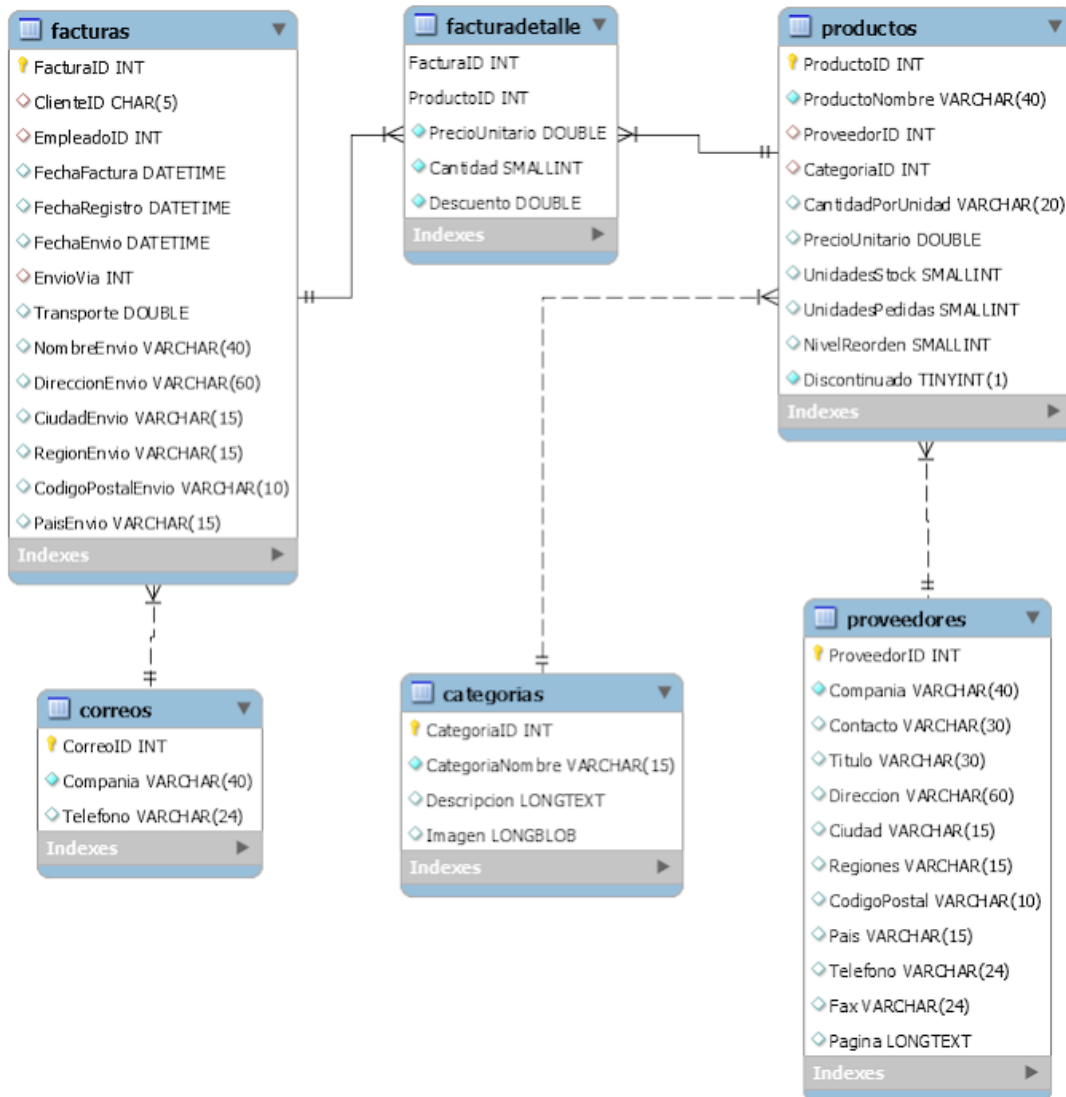 facturas
FacturaID INT
ClienteID CHAR(5)
EmpleadoID INT
FechaFactura DATETIME
FechaRegistro DATETIME
FechaEnvio DATETIME
EnvioVia INT
Transporte DOUBLE
NombreEnvio VARCHAR(40)
DireccionEnvio VARCHAR(60)
CiudadEnvio VARCHAR(15)
RegionEnvio VARCHAR(15)
CodigoPostalEnvio VARCHAR(10)
PaisEnvio VARCHAR(15)
Indexes
facturadetalle
FacturaID INT
ProductoID INT
PrecioUnitario DOUBLE
Cantidad SMALLINT
Descuento DOUBLE
Indexes
productos
ProductoID INT
ProductoNombre VARCHAR(40)
ProveedorID INT
CategoriaID INT
CantidadPorUnidad VARCHAR(20)
PrecioUnitario DOUBLE
UnidadesStock SMALLINT
UnidadesPedidas SMALLINT
NivelReorden SMALLINT
Discontinuado TINYINT(1)
Indexes
correos
CorreoID INT
Compania VARCHAR(40)
Telefono VARCHAR(24)
Indexes
categorias
CategoriaID INT
CategoriaNombre VARCHAR(15)
Descripcion LONGTEXT
Imagen LONGBLOB
Indexes
proveedores
ProveedorID INT
Compania VARCHAR(40)
Contacto VARCHAR(30)
Titulo VARCHAR(30)
Direccion VARCHAR(60)
Ciudad VARCHAR(15)
Regiones VARCHAR(15)
CodigoPostal VARCHAR(10)
Pais VARCHAR(15)
Telefono VARCHAR(24)
Fax VARCHAR(24)
Pagina LONGTEXT
Indexes